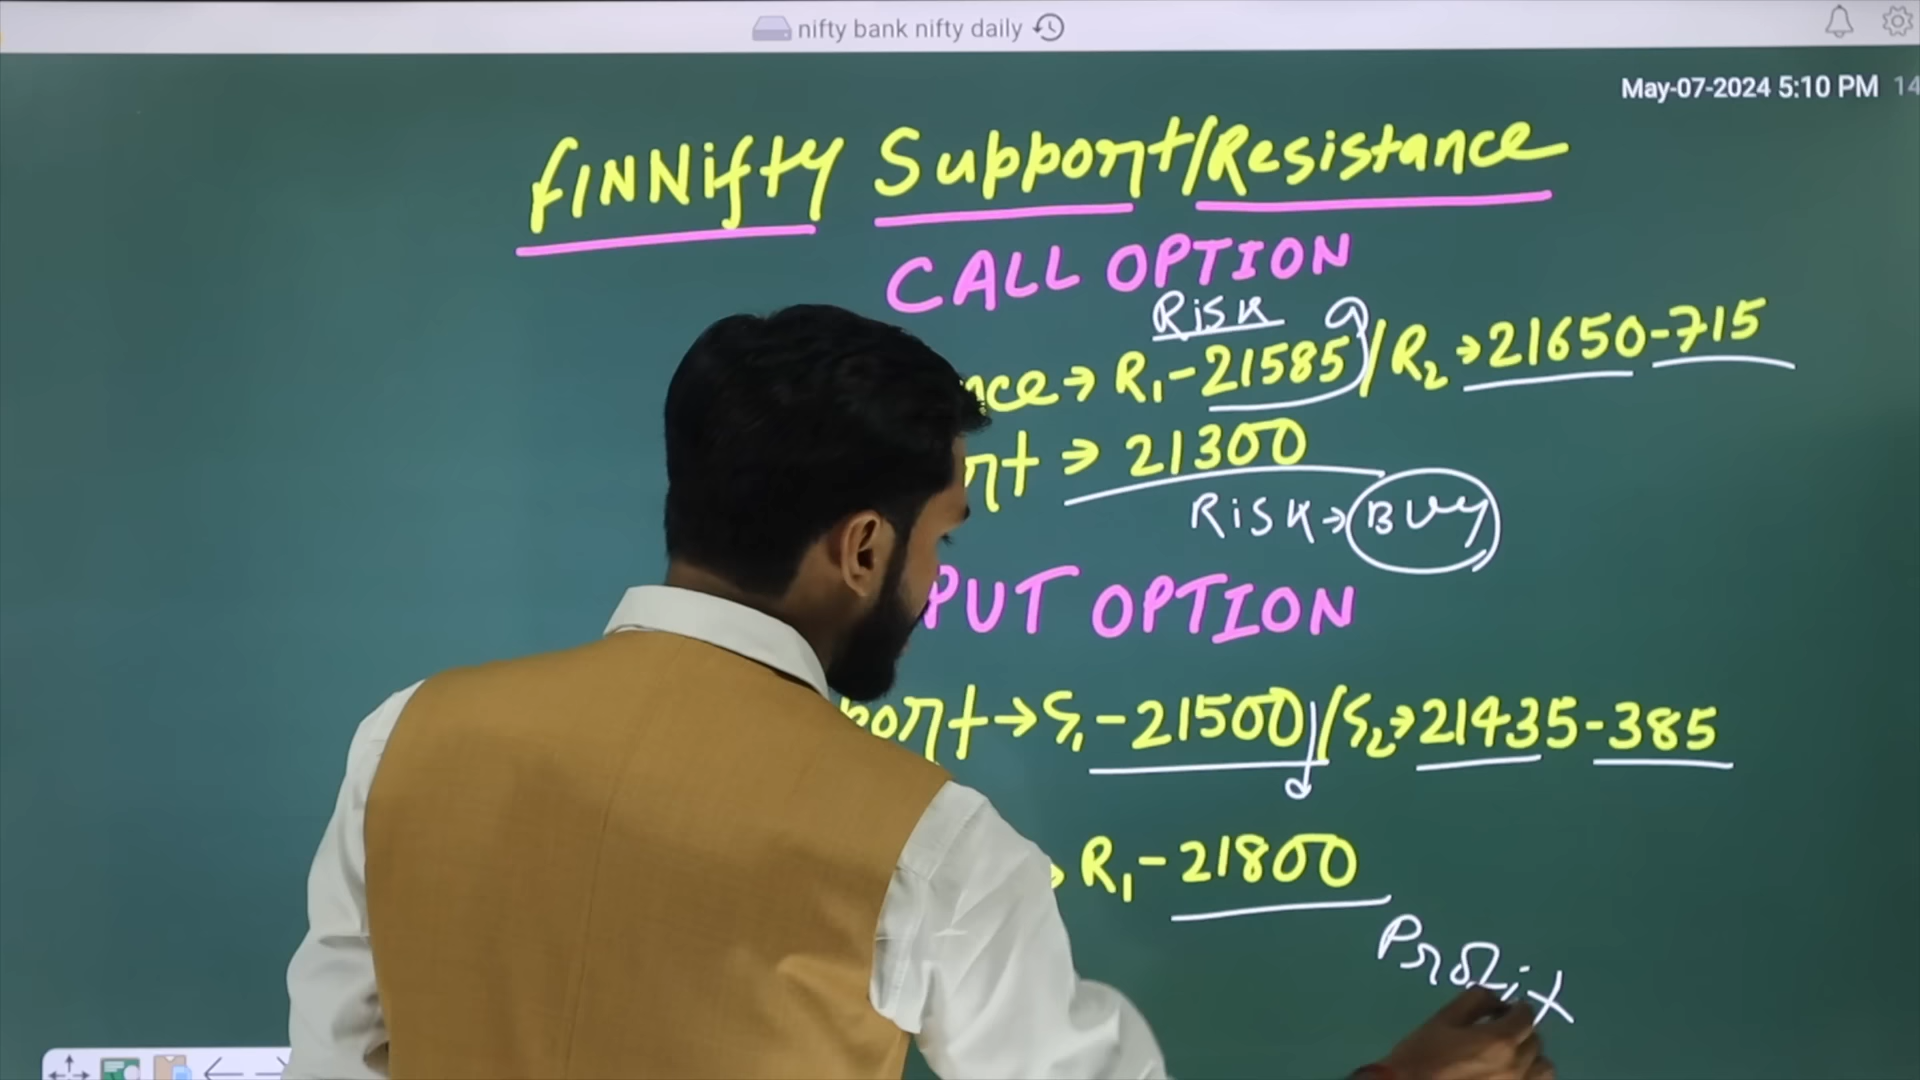 nifty bank nifty daily
May-07-2024 5:10 PM 14
fINNifty Support/Resistance
CALL OPTION
Risk
nce → R1-21585/R2→21650-715
rt → 21300
Risk→ BUY
PUT OPTION
port→S1-21500/S2→21435-385
R1-21800
Profit